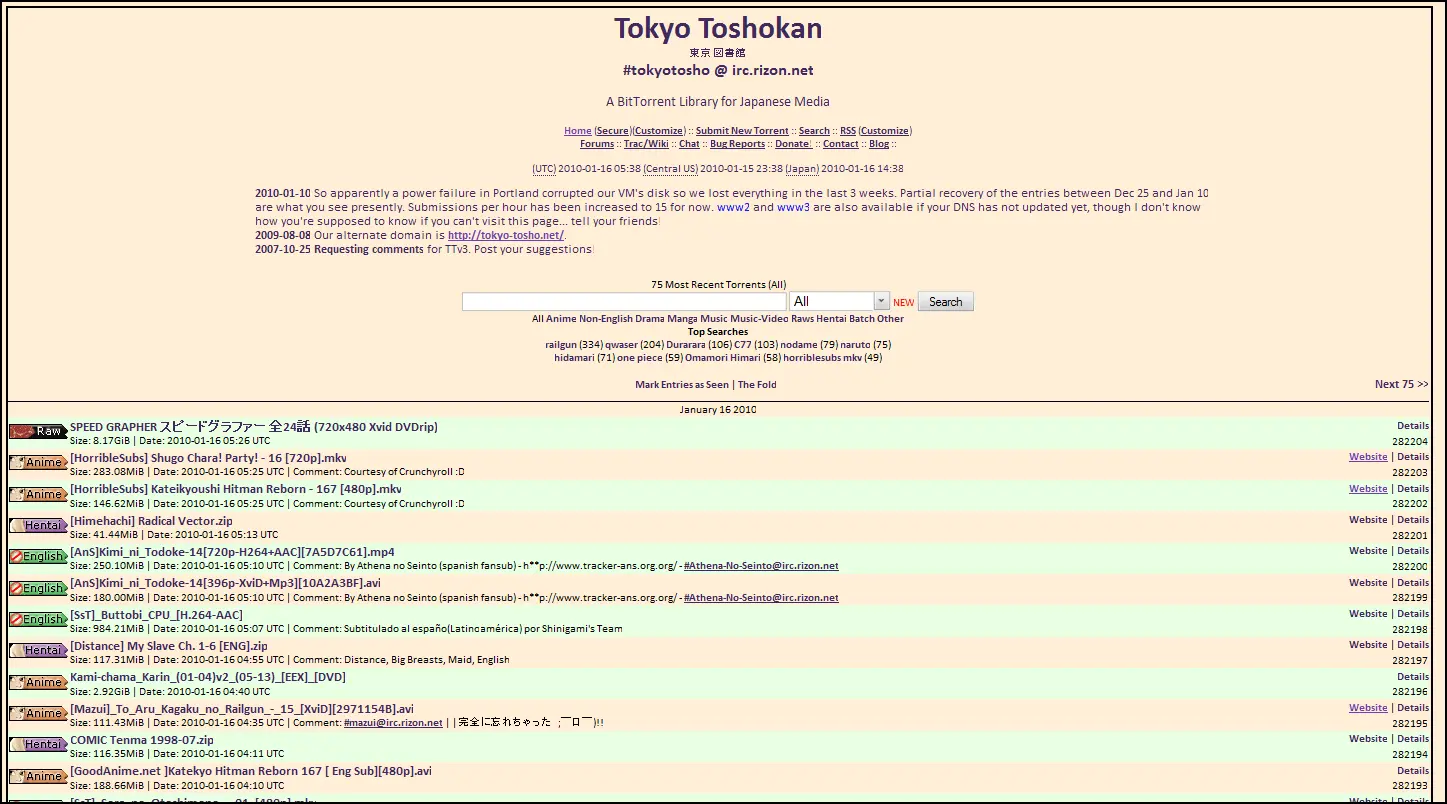 Tokyo Toshokan
東京図書館
#tokyotosho @ irc.rizon.net
A BitTorrent Library for Japanese Media
Home (Secure)(Customize) :: Submit New Torrent :: Search :: RSS (Customize)
Forums :: Trac/Wiki :: Chat :: Bug Reports :: Donate! :: Contact :: Blog ::
(UTC) 2010-01-16 05:38 (Central US) 2010-01-15 23:38 (Japan) 2010-01-16 14:38
2010-01-10 So apparently a power failure in Portland corrupted our VM's disk so we lost everything in the last 3 weeks. Partial recovery of the entries between Dec 25 and Jan 10
are what you see presently. Submissions per hour has been increased to 15 for now. www2 and www3 are also available if your DNS has not updated yet, though I don't know
how you're supposed to know if you can't visit this page... tell your friends!
2009-08-08 Our alternate domain is http://tokyo-tosho.net/.
2007-10-25 Requesting comments for TTv3. Post your suggestions!
75 Most Recent Torrents (All)
All NEW Search
All Anime Non-English Drama Manga Music Music-Video Raws Hentai Batch Other
Top Searches
railgun (334) qwaser (204) Durarara (106) C77 (103) nodame (79) naruto (75)
hidamari (71) one piece (59) Omamori Himari (58) horriblesubs mkv (49)
Mark Entries as Seen | The Fold Next 75 >>
January 16 2010
Raw SPEED GRAPHER スピードグラファー 全24話 (720x480 Xvid DVDrip) Details
Size: 8.17GiB | Date: 2010-01-16 05:26 UTC 282204
Anime [HorribleSubs] Shugo Chara! Party! - 16 [720p].mkv Website | Details
Size: 283.08MiB | Date: 2010-01-16 05:25 UTC | Comment: Courtesy of Crunchyroll :D 282203
Anime [HorribleSubs] Kateikyoushi Hitman Reborn - 167 [480p].mkv Website | Details
Size: 146.62MiB | Date: 2010-01-16 05:25 UTC | Comment: Courtesy of Crunchyroll :D 282202
Hentai [Himehachi] Radical Vector.zip Website | Details
Size: 41.44MiB | Date: 2010-01-16 05:13 UTC 282201
English [AnS]Kimi_ni_Todoke-14[720p-H264+AAC][7A5D7C61].mp4 Website | Details
Size: 250.10MiB | Date: 2010-01-16 05:10 UTC | Comment: By Athena no Seinto (spanish fansub) - h**p://www.tracker-ans.org.org/ - #Athena-No-Seinto@irc.rizon.net 282200
English [AnS]Kimi_ni_Todoke-14[396p-XviD+Mp3][10A2A3BF].avi Website | Details
Size: 180.00MiB | Date: 2010-01-16 05:10 UTC | Comment: By Athena no Seinto (spanish fansub) - h**p://www.tracker-ans.org.org/ - #Athena-No-Seinto@irc.rizon.net 282199
English [SsT]_Buttobi_CPU_[H.264-AAC] Website | Details
Size: 984.21MiB | Date: 2010-01-16 05:07 UTC | Comment: Subtitulado al españo(Latinoamérica) por Shinigami's Team 282198
Hentai [Distance] My Slave Ch. 1-6 [ENG].zip Website | Details
Size: 117.31MiB | Date: 2010-01-16 04:55 UTC | Comment: Distance, Big Breasts, Maid, English 282197
Anime Kami-chama_Karin_(01-04)v2_(05-13)_[EEX]_[DVD] Details
Size: 2.92GiB | Date: 2010-01-16 04:40 UTC 282196
Anime [Mazui]_To_Aru_Kagaku_no_Railgun_-_15_[XviD][2971154B].avi Website | Details
Size: 111.43MiB | Date: 2010-01-16 04:35 UTC | Comment: #mazui@irc.rizon.net | |完全に忘れちゃった ;￣ロ￣)!! 282195
Hentai COMIC Tenma 1998-07.zip Website | Details
Size: 116.35MiB | Date: 2010-01-16 04:11 UTC 282194
Anime [GoodAnime.net ]Katekyo Hitman Reborn 167 [ Eng Sub][480p].avi Details
Size: 188.66MiB | Date: 2010-01-16 04:10 UTC 282193